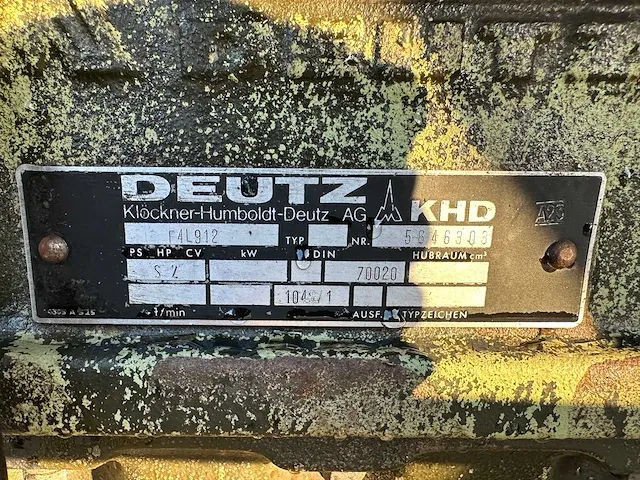 DEUTZ
Klöckner-Humboldt-Deutz AG KHD
F4L912 TYP NR. 5646303
PS HP CV kW DIN HUBRAUM cm³
70020
/1
1/min AUSF. TYPZEICHEN